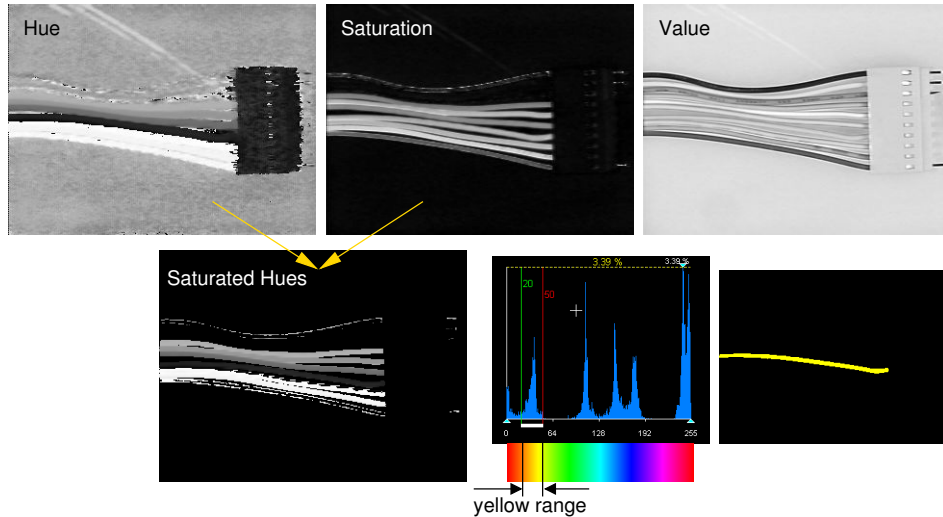 Hue
Saturation
Value
Saturated Hues
3.39 %
3.39 %
20
50
0
64
128
192
255
yellow range